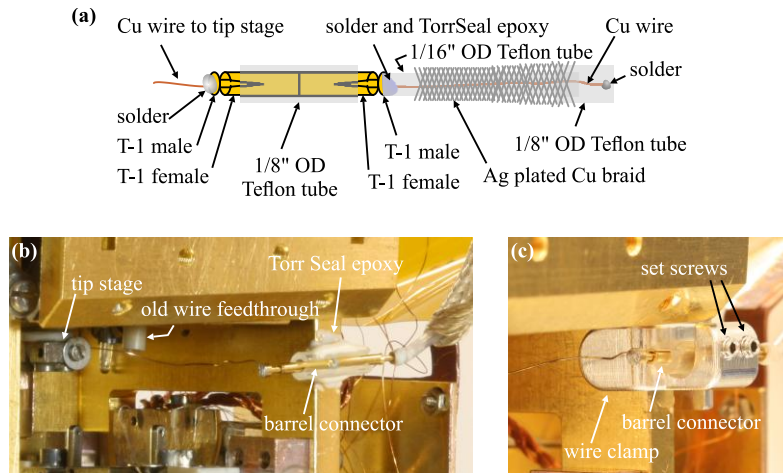 (a)
Cu wire to tip stage
solder and TorrSeal epoxy
1/16" OD Teflon tube
Cu wire
solder
solder
T-1 male
T-1 female
1/8" OD
Teflon tube
T-1 male
T-1 female
1/8" OD Teflon tube
Ag plated Cu braid
(b)
Torr Seal epoxy
tip stage
old wire feedthrough
barrel connector
(c)
set screws
barrel connector
wire clamp